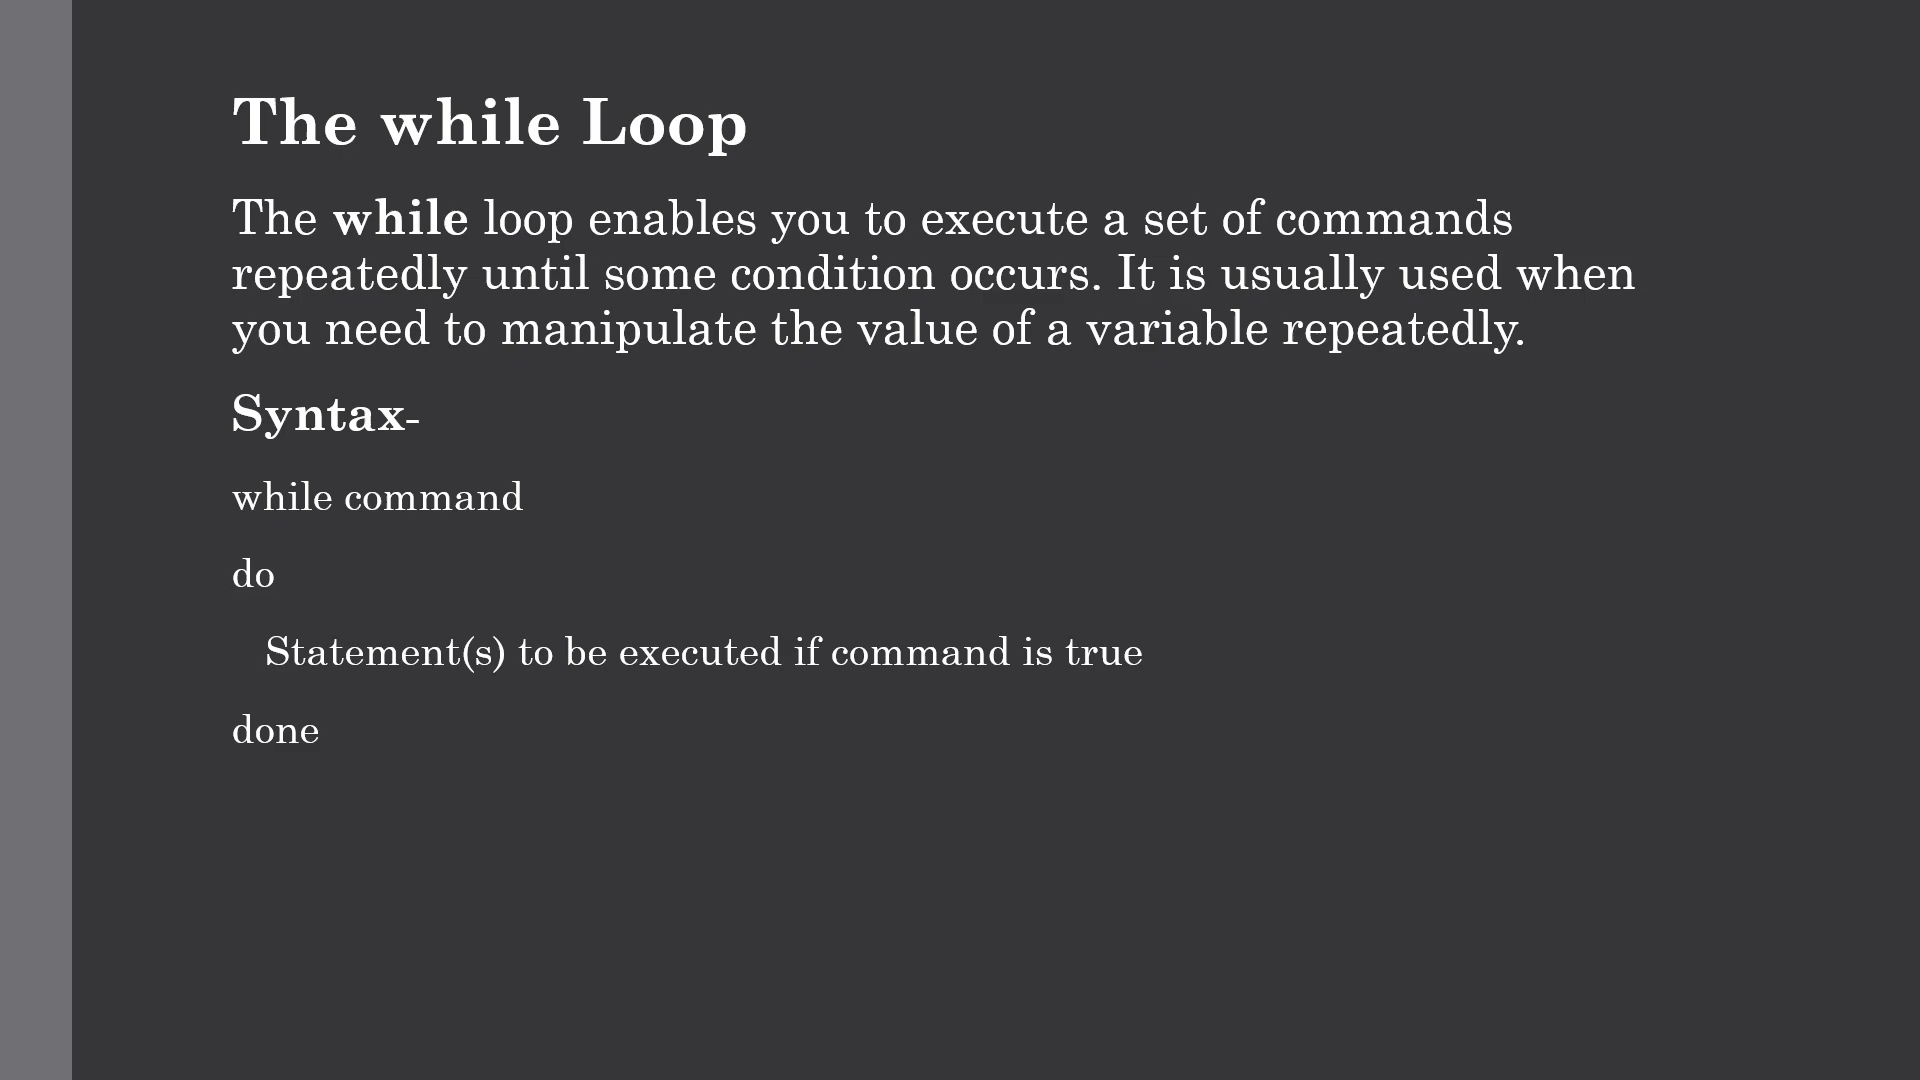 The while Loop
The while loop enables you to execute a set of commands
repeatedly until some condition occurs. It is usually used when
you need to manipulate the value of a variable repeatedly.
Syntax-
while command
do
Statement(s) to be executed if command is true
done